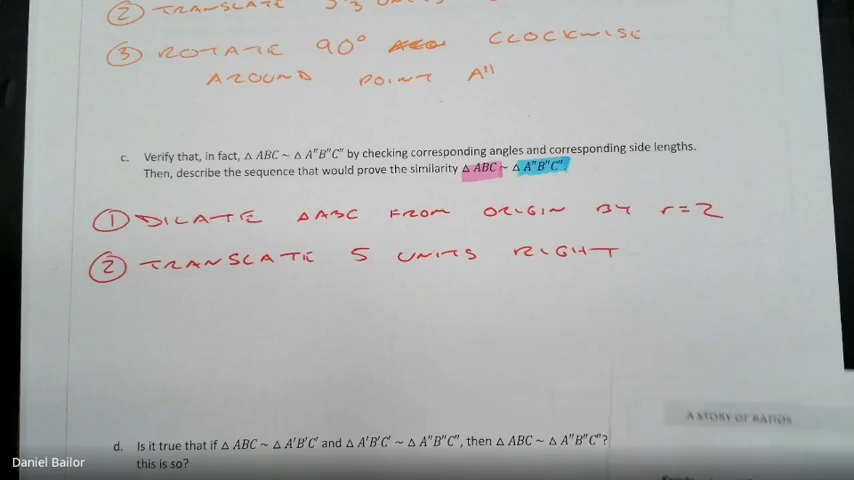 ② TRANSLATE
③ ROTATE 90° CLOCKWISE
AROUND POINT A"
c. Verify that, in fact, △ ABC ~ △ A"B"C" by checking corresponding angles and corresponding side lengths.
Then, describe the sequence that would prove the similarity △ ABC ~ △ A"B"C".
① DILATE △ABC FROM ORIGIN BY r=2
② TRANSLATE 5 UNITS RIGHT
A STORY OF RATIOS
d. Is it true that if △ ABC ~ △ A'B'C' and △ A'B'C' ~ △ A"B"C", then △ ABC ~ △ A"B"C"?
this is so?
Daniel Bailor